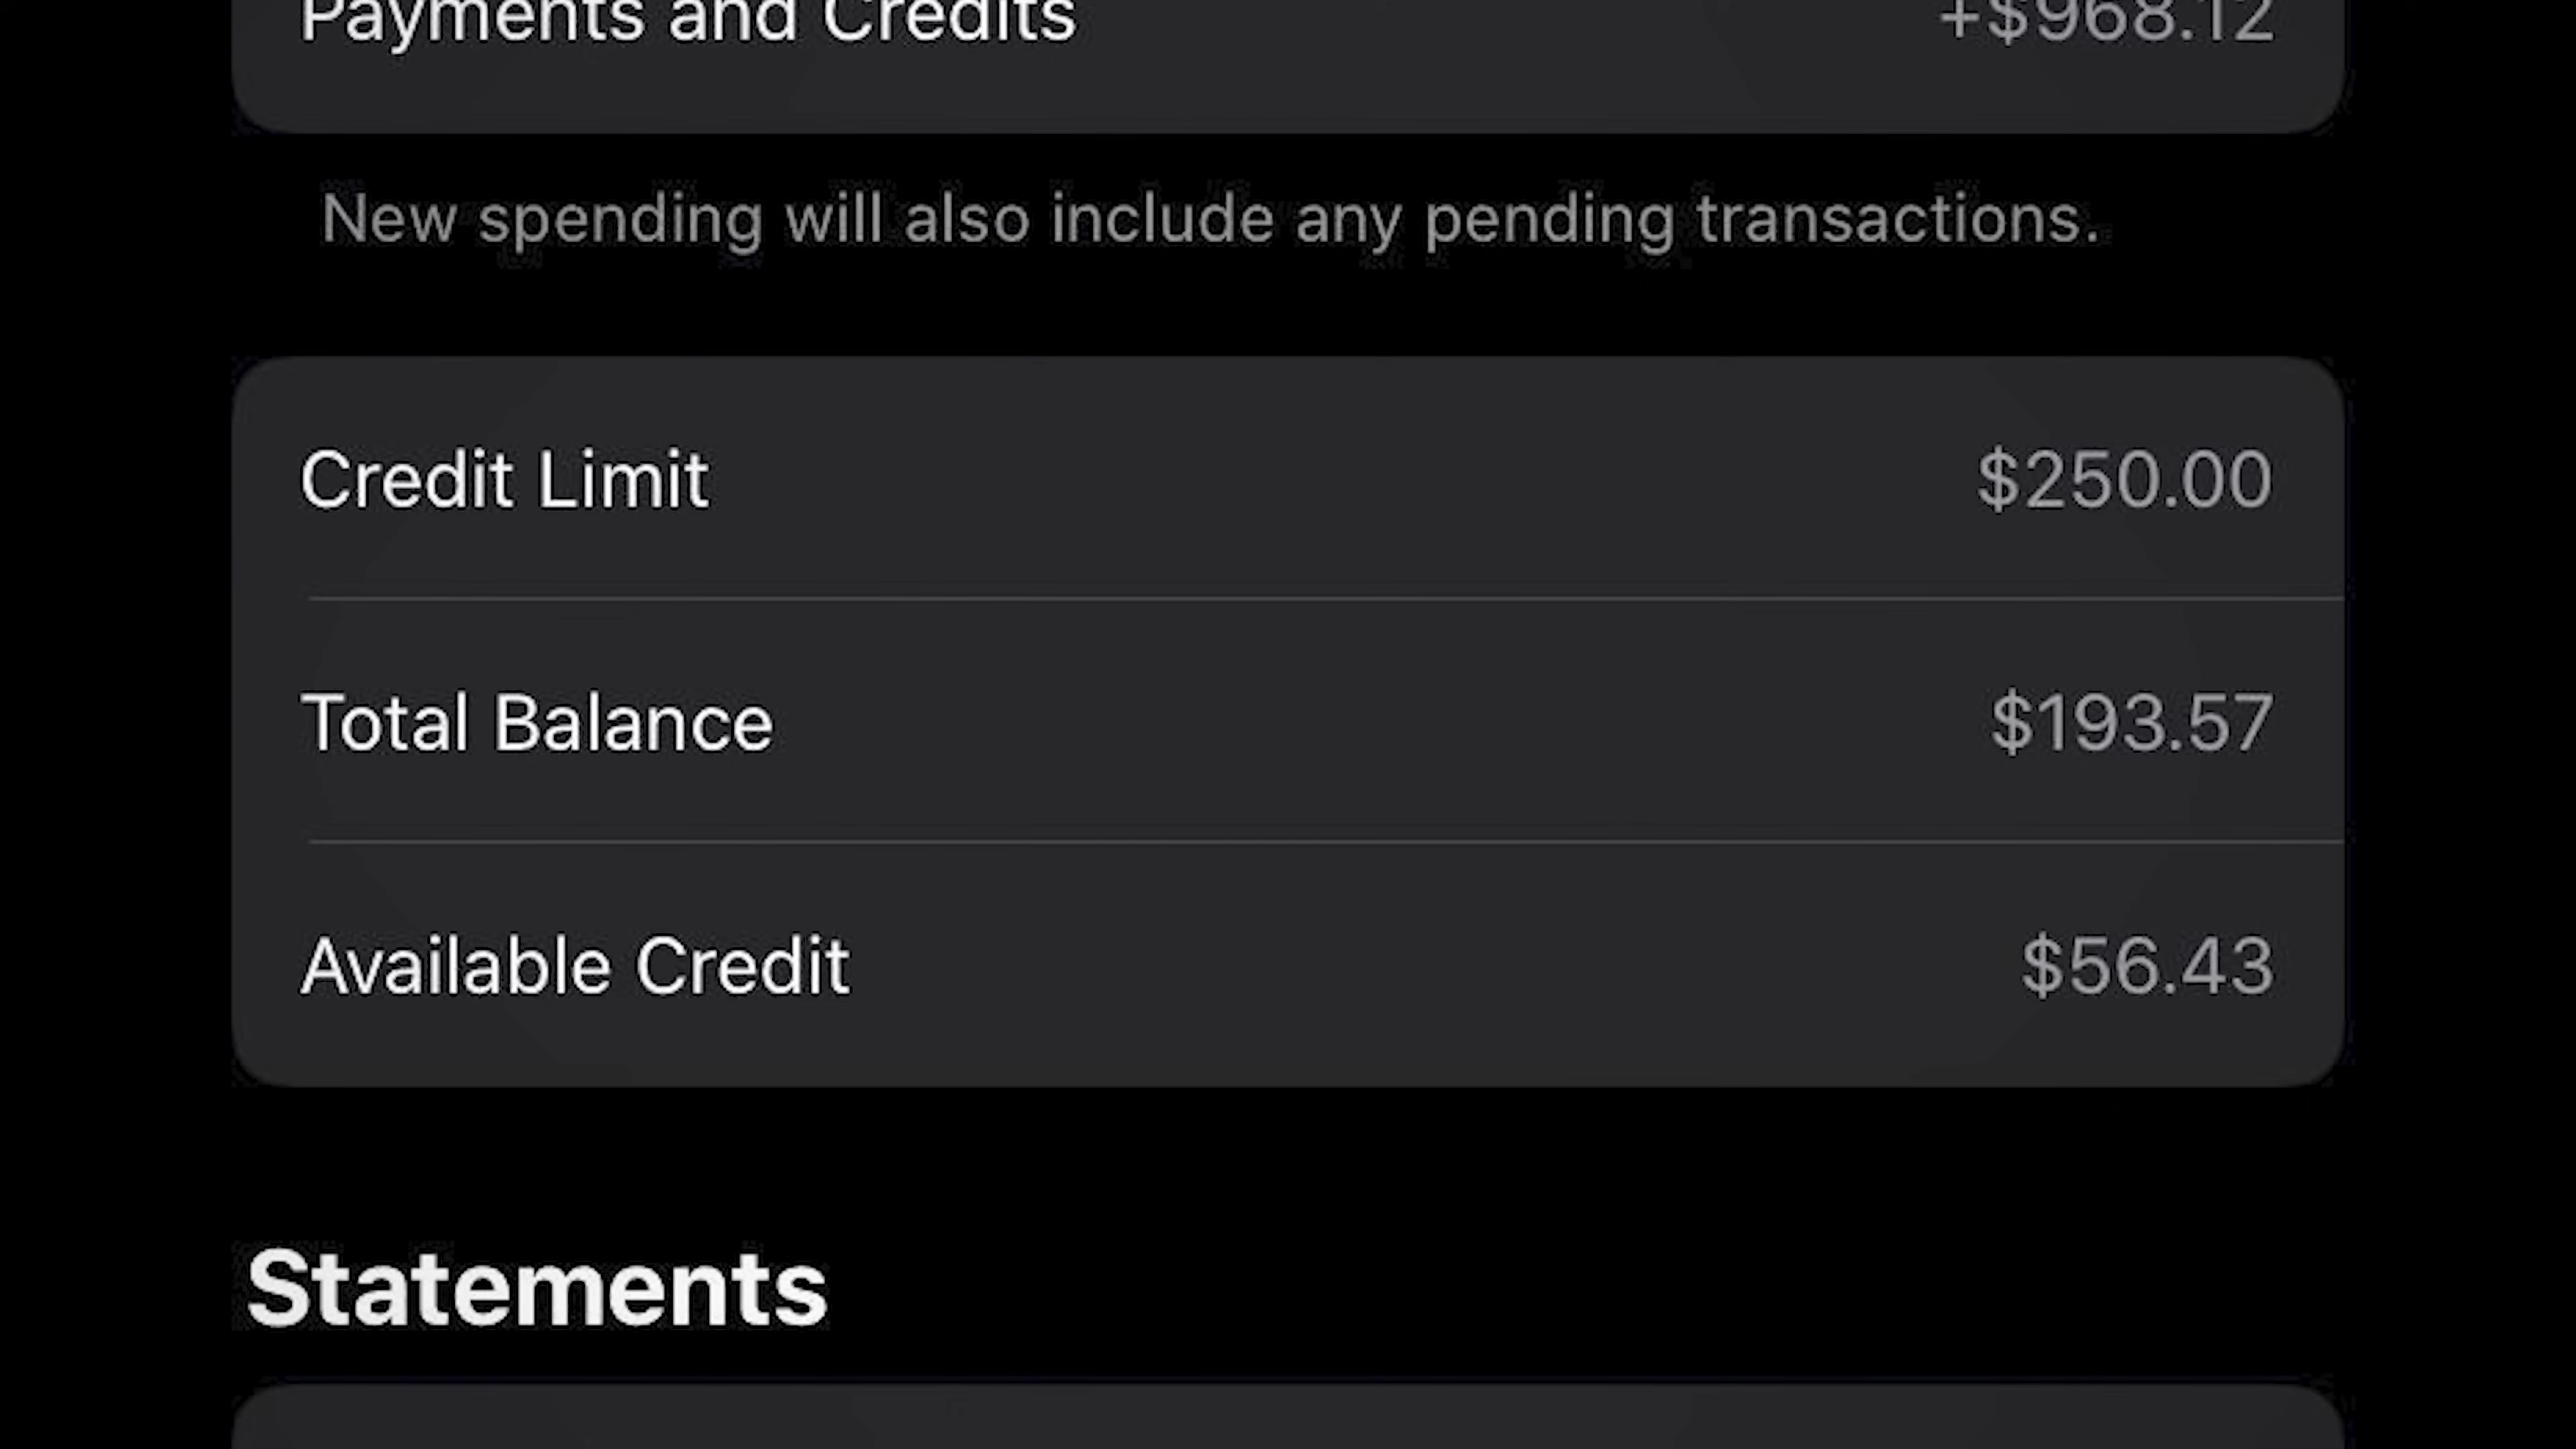 Payments and Credits
+$968.12
New spending will also include any pending transactions.
Credit Limit
$250.00
Total Balance
$193.57
Available Credit
$56.43
Statements